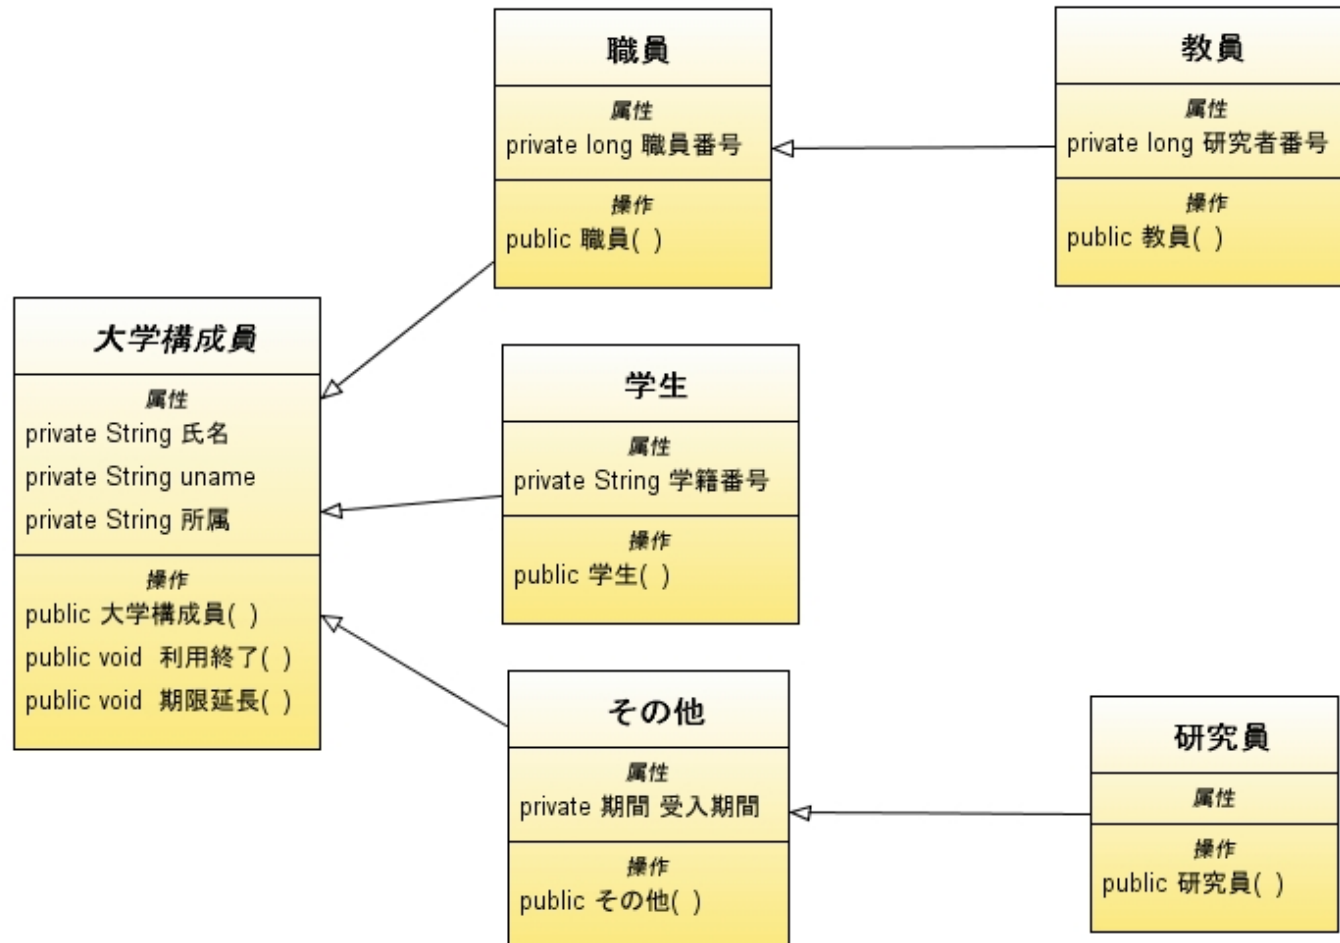 職員
属性
private long 職員番号
操作
public 職員( )
教員
属性
private long 研究者番号
操作
public 教員( )
大学構成員
属性
private String 氏名
private String uname
private String 所属
操作
public 大学構成員( )
public void 利用終了( )
public void 期限延長( )
学生
属性
private String 学籍番号
操作
public 学生( )
その他
属性
private 期間 受入期間
操作
public その他( )
研究員
属性
操作
public 研究員( )